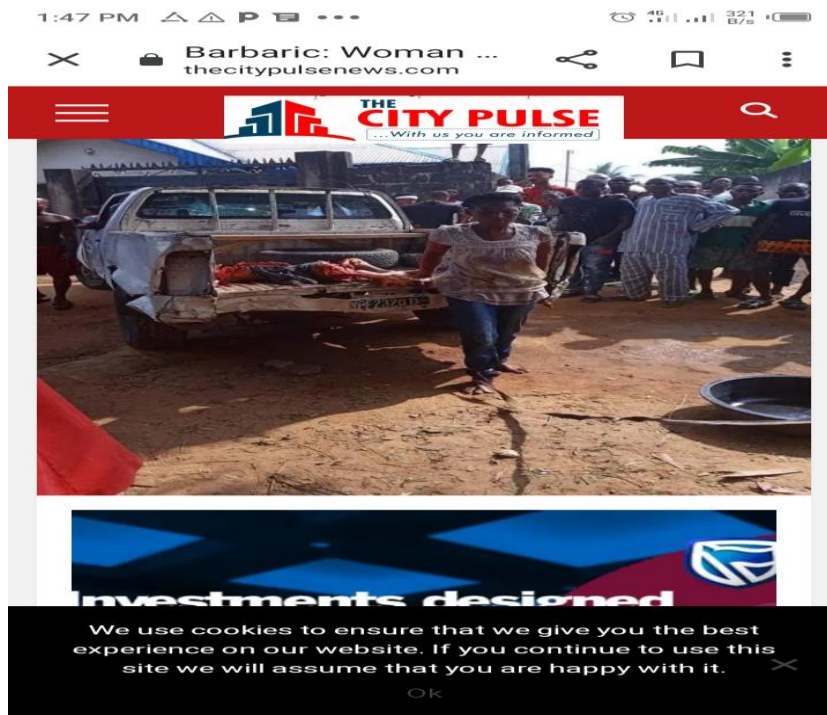 1:47 PM
4G
321
B/s
Barbaric: Woman ...
thecitypulsenews.com
THE
CITY PULSE
...With us you are informed
Investments designed
We use cookies to ensure that we give you the best
experience on our website. If you continue to use this
site we will assume that you are happy with it.
Ok